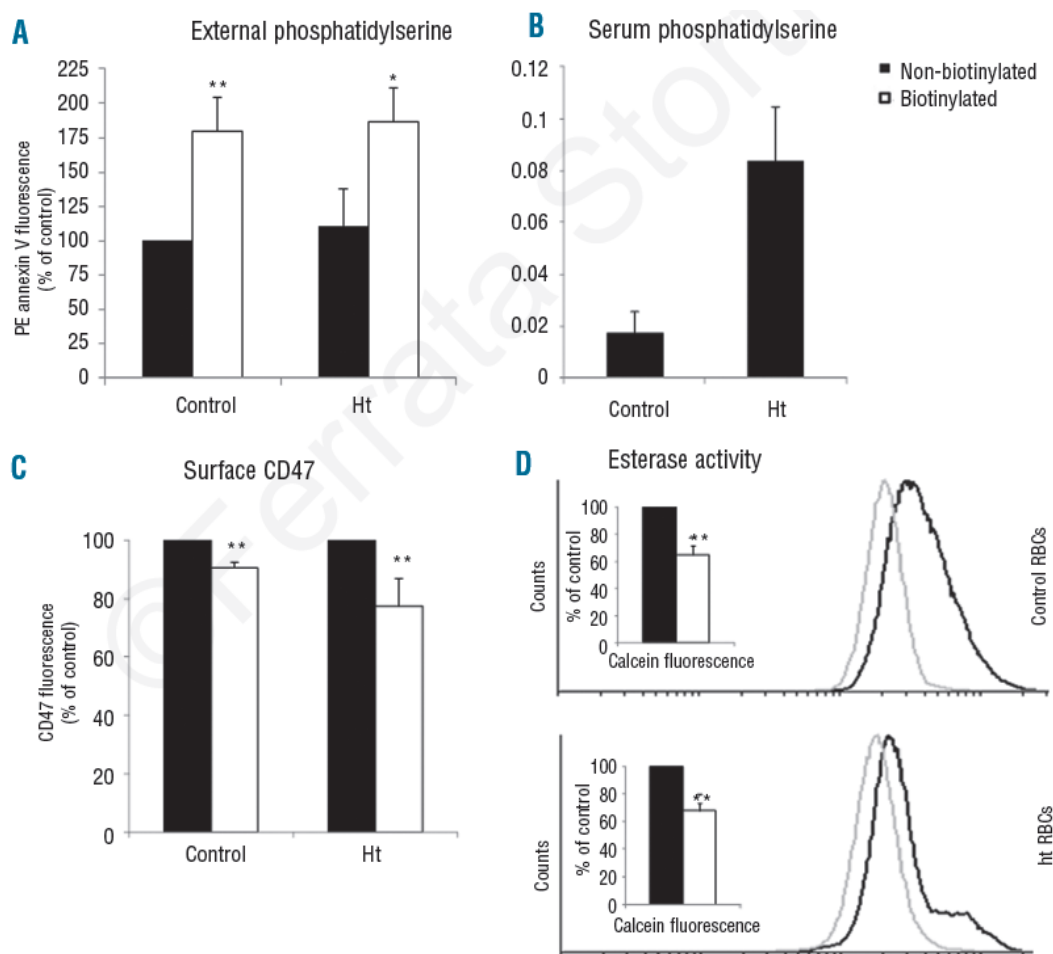 A
External phosphatidylserine
PE annexin V fluorescence
(% of control)
225
200
175
150
125
100
75
50
25
0
**
*
Control
Ht
B
Serum phosphatidylserine
0.12
0.1
0.08
0.06
0.04
0.02
0
Control
Ht
Non-biotinylated
Biotinylated
C
Surface CD47
CD47 fluorescence
(% of control)
100
80
60
40
20
0
**
**
Control
Ht
D
Esterase activity
Counts
% of control
100
80
60
40
20
0
**
Calcein fluorescence
Control RBCs
Counts
% of control
100
80
60
40
20
0
**
Calcein fluorescence
ht RBCs
© Ferrata Stor